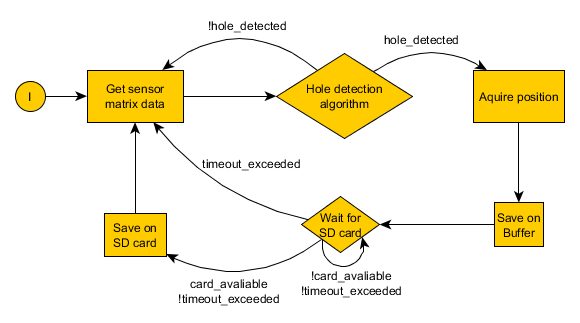 !hole_detected
hole_detected
I
Get sensor
matrix data
Hole detection
algorithm
Aquire position
timeout_exceeded
Save on
SD card
Wait for
SD card
Save on
Buffer
card_avaliable
!timeout_exceeded
!card_avaliable
!timeout_exceeded